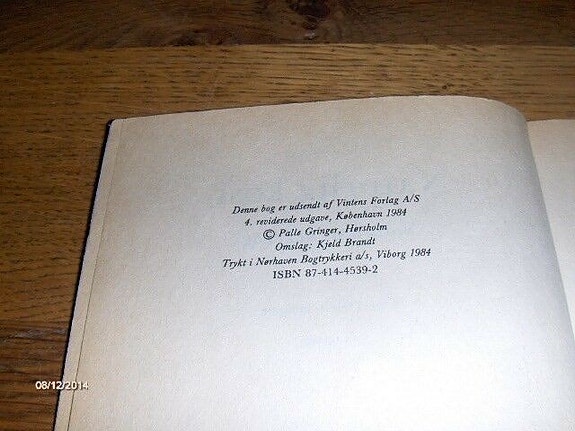 Denne bog er udsendt af Vintens Forlag A/S
4. reviderede udgave, København 1984
© Palle Gringer, Hørsholm
Omslag: Kjeld Brandt
Trykt i Nørhaven Bogtrykkeri a/s, Viborg 1984
ISBN 87-414-4539-2
08/12/2014